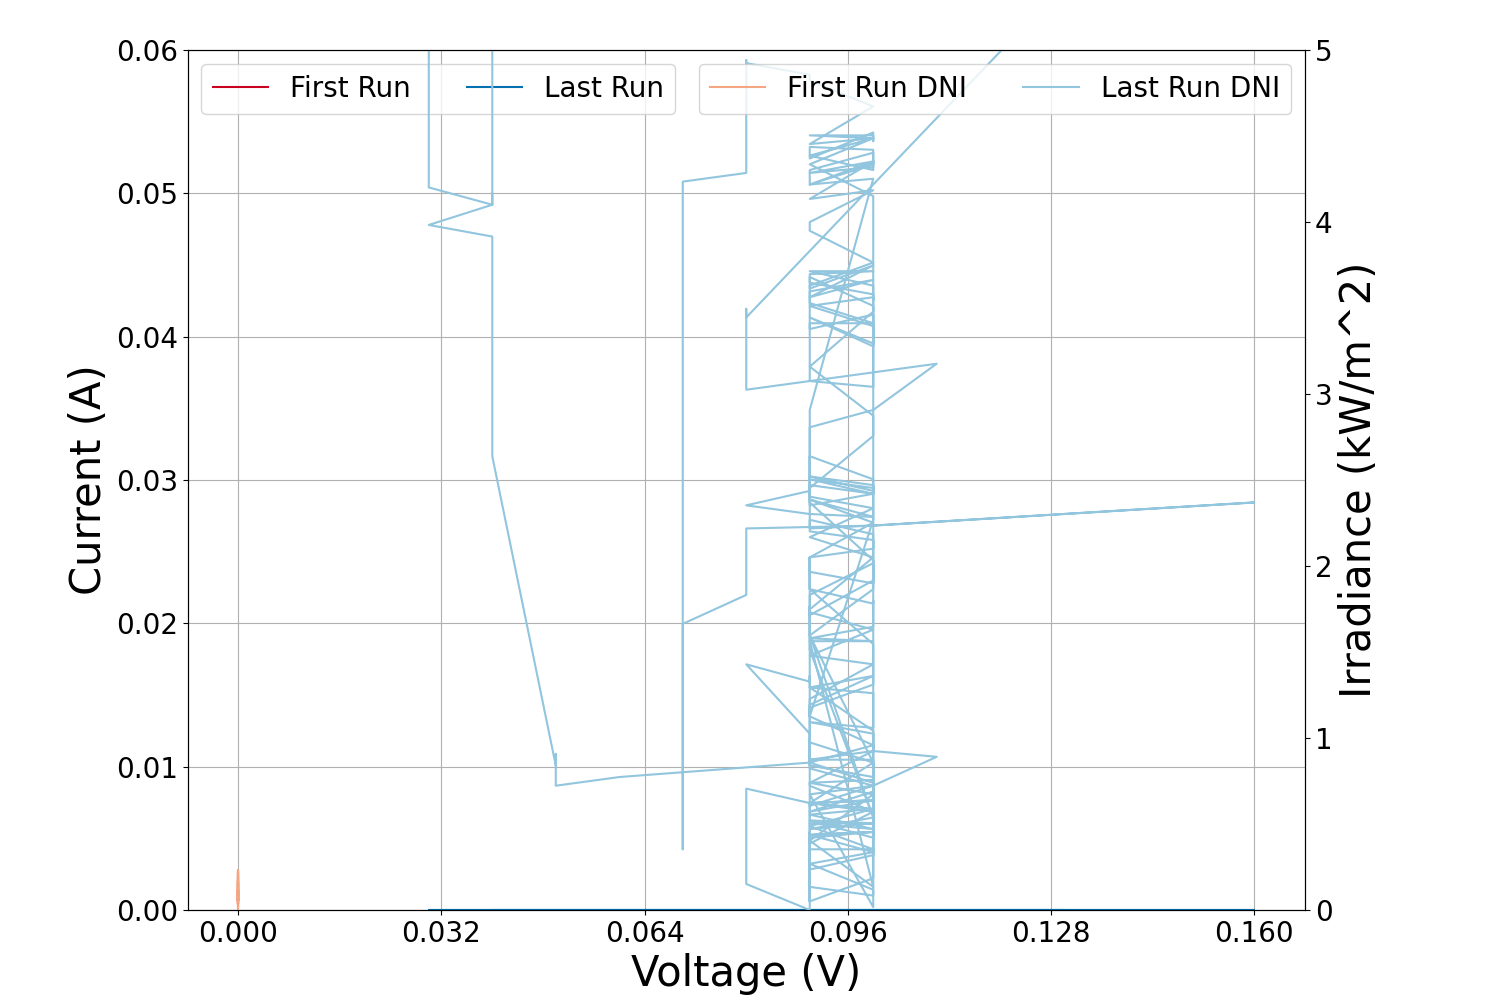 First Run
Last Run
First Run DNI
Last Run DNI
0.06
0.05
0.04
0.03
0.02
0.01
0.00
Current (A)
5
4
3
2
1
0
Irradiance (kW/m^2)
0.000 0.032 0.064 0.096 0.128 0.160
Voltage (V)